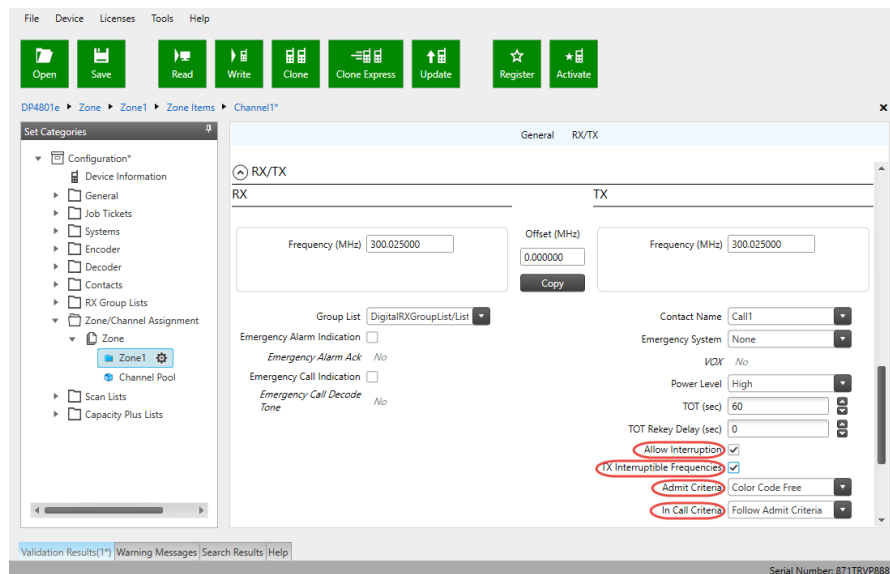 File Device Licenses Tools Help
Open Save Read Write Clone Clone Express Update Register Activate
DP4801e Zone Zone1 Zone Items Channel1*
Set Categories
Configuration*
Device Information
General
Job Tickets
Systems
Encoder
Decoder
Contacts
RX Group Lists
Zone/Channel Assignment
Zone
Zone1
Channel Pool
Scan Lists
Capacity Plus Lists
General RX/TX
RX/TX
RX TX
Offset (MHz)
Frequency (MHz) 300.025000 0.000000 Frequency (MHz) 300.025000
Copy
Group List DigitalRXGroupList/List Contact Name Call1
Emergency Alarm Indication Emergency System None
Emergency Alarm Ack No VOX No
Emergency Call Indication Power Level High
Emergency Call Decode
Tone No TOT (sec) 60
TOT Rekey Delay (sec) 0
Allow Interruption
TX Interruptible Frequencies
Admit Criteria Color Code Free
In Call Criteria Follow Admit Criteria
Validation Results(1*) Warning Messages Search Results Help
Serial Number: 871TRVP888